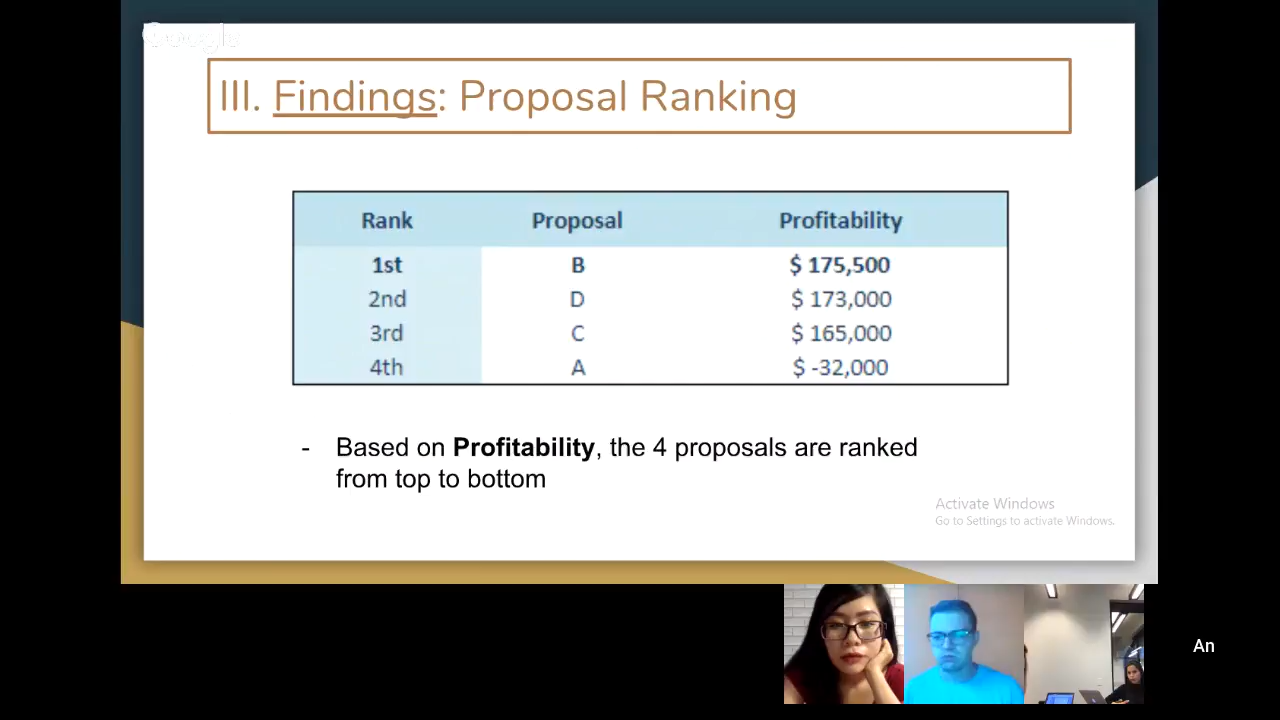 Google
III. Findings: Proposal Ranking
Rank Proposal Profitability
1st B $ 175,500
2nd D $ 173,000
3rd C $ 165,000
4th A $ -32,000
- Based on Profitability, the 4 proposals are ranked
from top to bottom
Activate Windows
Go to Settings to activate Windows.
An